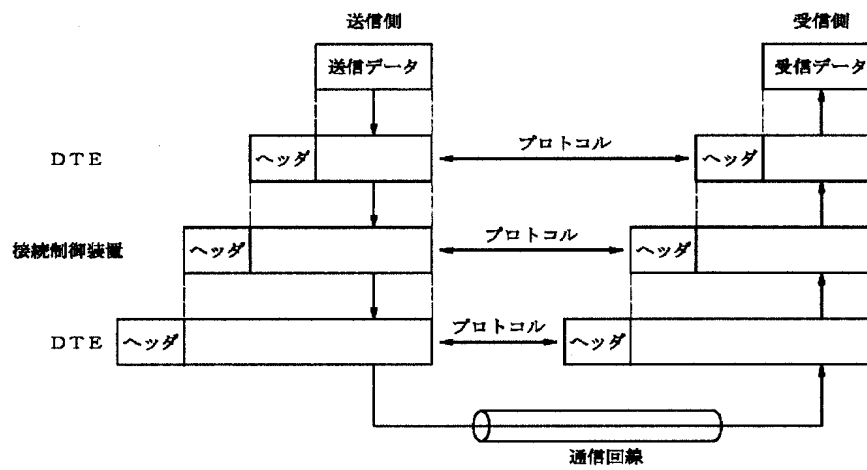 送信側 受信側
送信データ 受信データ
DTE ヘッダ プロトコル ヘッダ
接続制御装置 ヘッダ プロトコル ヘッダ
DTE ヘッダ プロトコル ヘッダ
通信回線